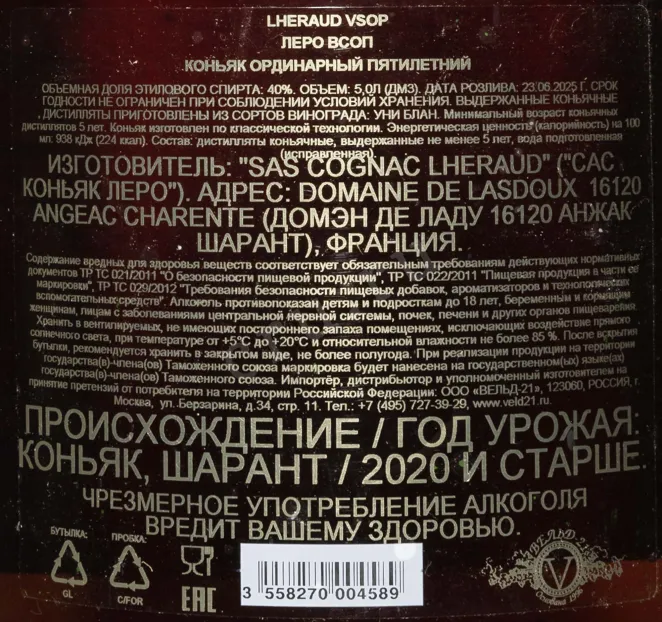 LHERAUD VSOP
ЛЕРО ВСОП
КОНЬЯК ОРДИНАРНЫЙ ПЯТИЛЕТНИЙ
ОБЪЕМНАЯ ДОЛЯ ЭТИЛОВОГО СПИРТА: 40%. ОБЪЕМ: 5,0Л (ДМ3). ДАТА РОЗЛИВА: 23.06.2025 Г. СРОК
ГОДНОСТИ НЕ ОГРАНИЧЕН ПРИ СОБЛЮДЕНИИ УСЛОВИЙ ХРАНЕНИЯ. ВЫДЕРЖАННЫЕ КОНЬЯЧНЫЕ
ДИСТИЛЛЯТЫ ПРИГОТОВЛЕНЫ ИЗ СОРТОВ ВИНОГРАДА: УНИ БЛАН. Минимальный возраст коньячных
дистиллятов 5 лет. Коньяк изготовлен по классической технологии. Энергетическая ценность (калорийность) на 100
мл: 938 кДж (224 ккал). Состав: дистилляты коньячные, выдержанные не менее 5 лет, вода подготовленная
(исправленная).
ИЗГОТОВИТЕЛЬ: "SAS COGNAC LHERAUD" ("САС
КОНЬЯК ЛЕРО"). АДРЕС: DOMAINE DE LASDOUX 16120
ANGEAC CHARENTE (ДОМЭН ДЕ ЛАДУ 16120 АНЖАК
ШАРАНТ), ФРАНЦИЯ.
Содержание вредных для здоровья веществ соответствует обязательным требованиям действующих нормативных
документов ТР ТС 021/2011 "О безопасности пищевой продукции", ТР ТС 022/2011 "Пищевая продукция в части ее
маркировки", ТР ТС 029/2012 "Требования безопасности пищевых добавок, ароматизаторов и технологических
вспомогательных средств". Алкоголь противопоказан детям и подросткам до 18 лет, беременным и кормящим
женщинам, лицам с заболеваниями центральной нервной системы, почек, печени и других органов пищеварения.
Хранить в вентилируемых, не имеющих постороннего запаха помещениях, исключающих воздействие прямого
солнечного света, при температуре от +5°С до +20°С и относительной влажности не более 85 %. После вскрытия
бутылки, рекомендуется хранить в закрытом виде, не более полугода. При реализации продукции на территории
государства(в)-члена(ов) Таможенного союза маркировка будет нанесена на государственном(ых) языке(ах)
государства(в)-члена(ов) Таможенного союза. Импортёр, дистрибьютор и уполномоченный изготовителем на
принятие претензий от потребителя на территории Российской Федерации: ООО «ВЕЛЬД-21», 123060, РОССИЯ, г.
Москва, ул. Берзарина, д.34, стр. 11. Тел.: +7 (495) 727-39-29, www.veld21.ru.
ПРОИСХОЖДЕНИЕ / ГОД УРОЖАЯ:
КОНЬЯК, ШАРАНТ / 2020 И СТАРШЕ.
ЧРЕЗМЕРНОЕ УПОТРЕБЛЕНИЕ АЛКОГОЛЯ
ВРЕДИТ ВАШЕМУ ЗДОРОВЬЮ.
БУТЫЛКА: ПРОБКА:
GL C/FOR EAC
3 558270 004589
ВЕЛЬД 21
V
Основана 1996